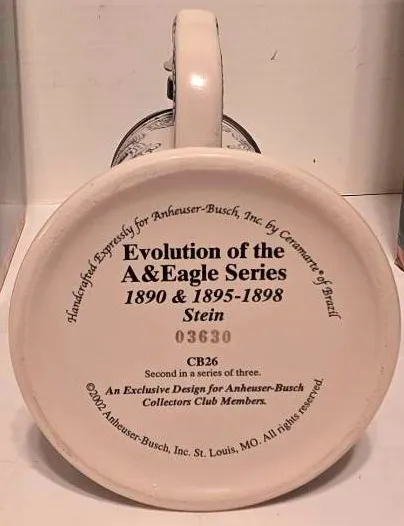 Handcrafted Expressly for Anheuser-Busch, Inc. by Ceramarte® of Brazil
Evolution of the
A&Eagle Series
1890 & 1895-1898
Stein
03630
CB26
Second in a series of three.
An Exclusive Design for Anheuser-Busch
Collectors Club Members.
©2002 Anheuser-Busch, Inc. St. Louis, MO. All rights reserved.